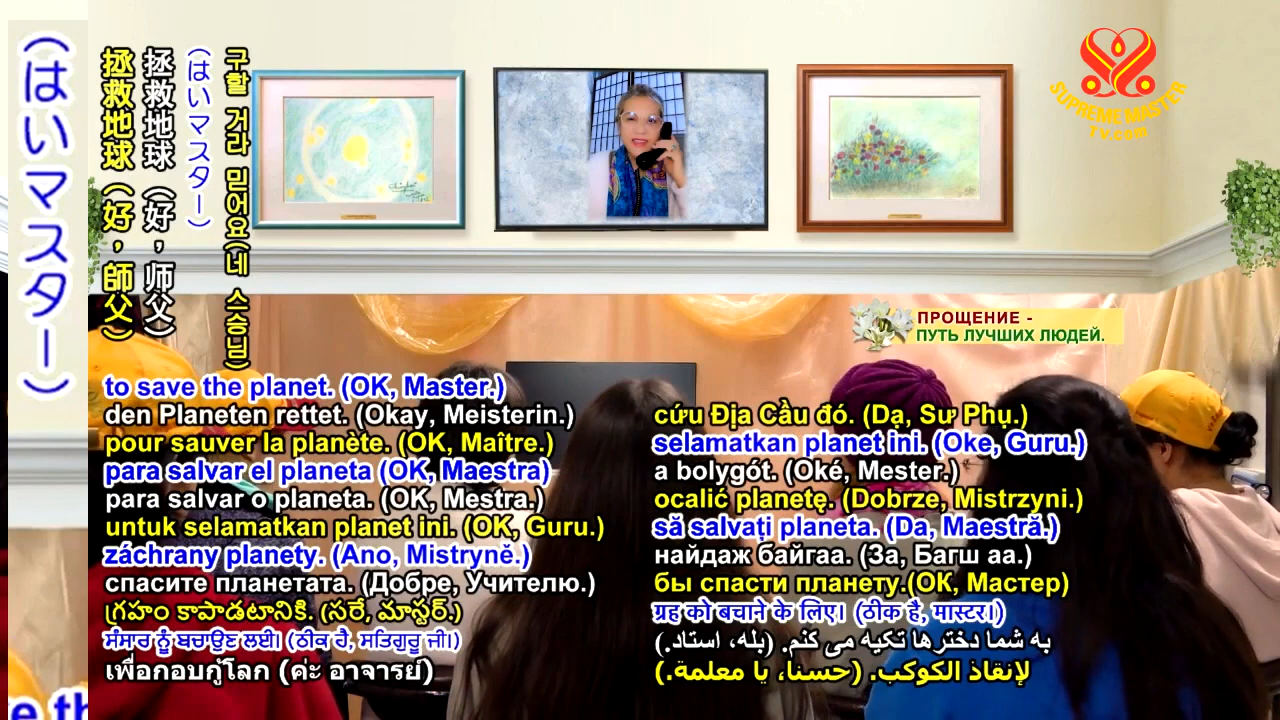 (はいマスター)
拯救地球(好,師父)
拯救地球(好,师父)
(はいマスター)
구할 거라 믿어요(네 스승님)
SUPREME MASTER
TV.com
ПРОЩЕНИЕ -
ПУТЬ ЛУЧШИХ ЛЮДЕЙ.
to save the planet. (OK, Master.)
den Planeten rettet. (Okay, Meisterin.)
pour sauver la planète. (OK, Maître.)
para salvar el planeta (OK, Maestra)
para salvar o planeta. (OK, Mestra.)
untuk selamatkan planet ini. (OK, Guru.)
záchrany planety. (Ano, Mistryně.)
спасите планетата. (Добре, Учителю.)
గ్రహం కాపాడటానికి. (సరే, మాస్టర్.)
ਸੰਸਾਰ ਨੂੰ ਬਚਾਉਣ ਲਈ। (ਠੀਕ ਹੈ, ਸਤਿਗੁਰੂ ਜੀ।)
เพื่อกอบกู้โลก (ค่ะ อาจารย์)
cứu Địa Cầu đó. (Dạ, Sư Phụ.)
selamatkan planet ini. (Oke, Guru.)
a bolygót. (Oké, Mester.)
ocalić planetę. (Dobrze, Mistrzyni.)
să salvați planeta. (Da, Maestră.)
найдаж байгаа. (За, Багш аа.)
бы спасти планету.(ОК, Мастер)
ग्रह को बचाने के लिए। (ठीक है, मास्टर।)
به شما دخترها تکیه می کنم. (بله، استاد.)
لإنقاذ الكوكب. (حسنا، يا معلمة.)